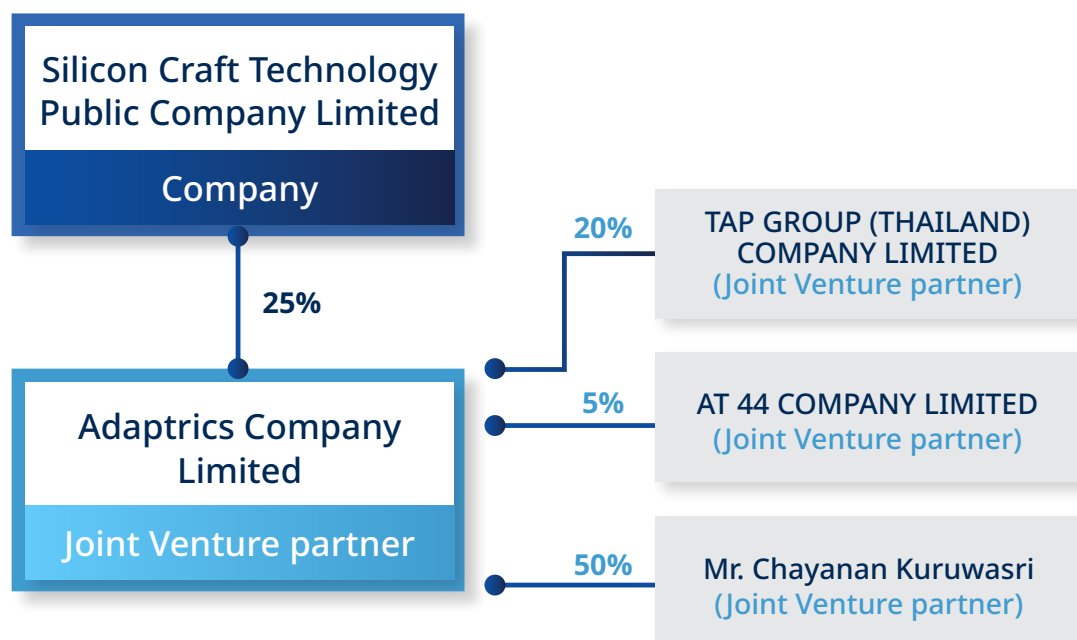 Silicon Craft Technology
Public Company Limited
Company
25%
Adaptrics Company
Limited
Joint Venture partner
20%
TAP GROUP (THAILAND)
COMPANY LIMITED
(Joint Venture partner)
5%
AT 44 COMPANY LIMITED
(Joint Venture partner)
50%
Mr. Chayanan Kuruwasri
(Joint Venture partner)